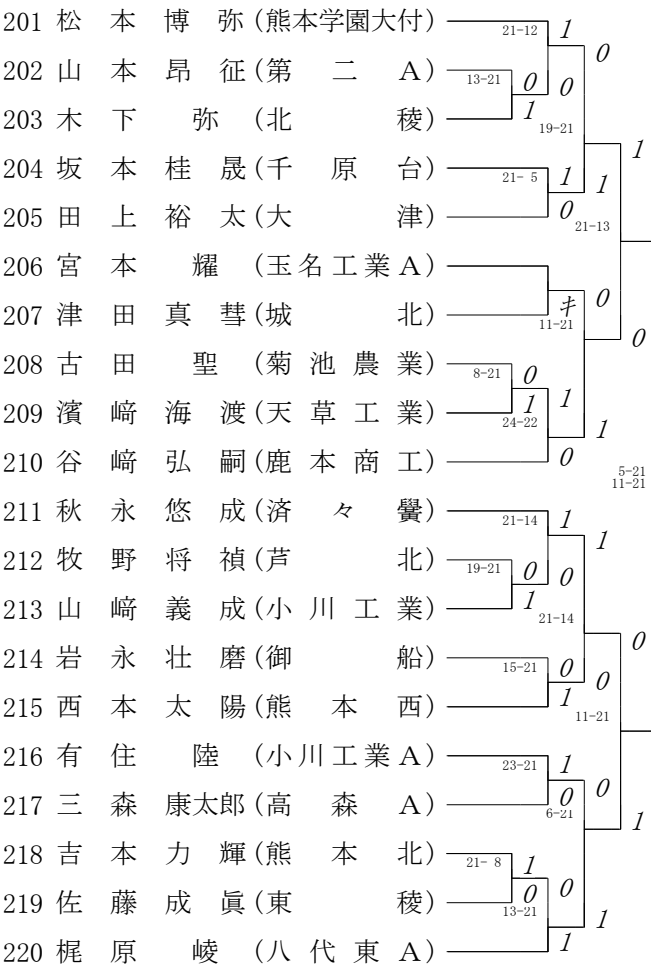 201 松本博弥(熊本学園大付)
21-12 1
0
202 山本昂征(第二A)
13-21 0 0
203 木下弥(北稜)
1
19-21
1
204 坂本桂晟(千原台)
21- 5 1 1
205 田上裕太(大津)
0
21-13
206 宮本耀(玉名工業A)
0
207 津田真彗(城北)
キ
11-21
0
208 古田聖(菊池農業)
8-21 0
209 濱﨑海渡(天草工業)
1 1
24-22
1
210 谷﨑弘嗣(鹿本商工)
0
5-21
11-21
211 秋永悠成(済々黌)
21-14 1
1
212 牧野将禎(芦北)
19-21 0 0
213 山﨑義成(小川工業)
1
21-14
0
214 岩永壮磨(御船)
15-21 0 0
215 西本太陽(熊本西)
1
11-21
216 有住陸(小川工業A)
23-21 1
0
217 三森康太郎(高森A)
0
6-21
1
218 吉本力輝(熊本北)
21- 8 1
219 佐藤成眞(東稜)
0 0
13-21
1
220 梶原崚(八代東A)
1